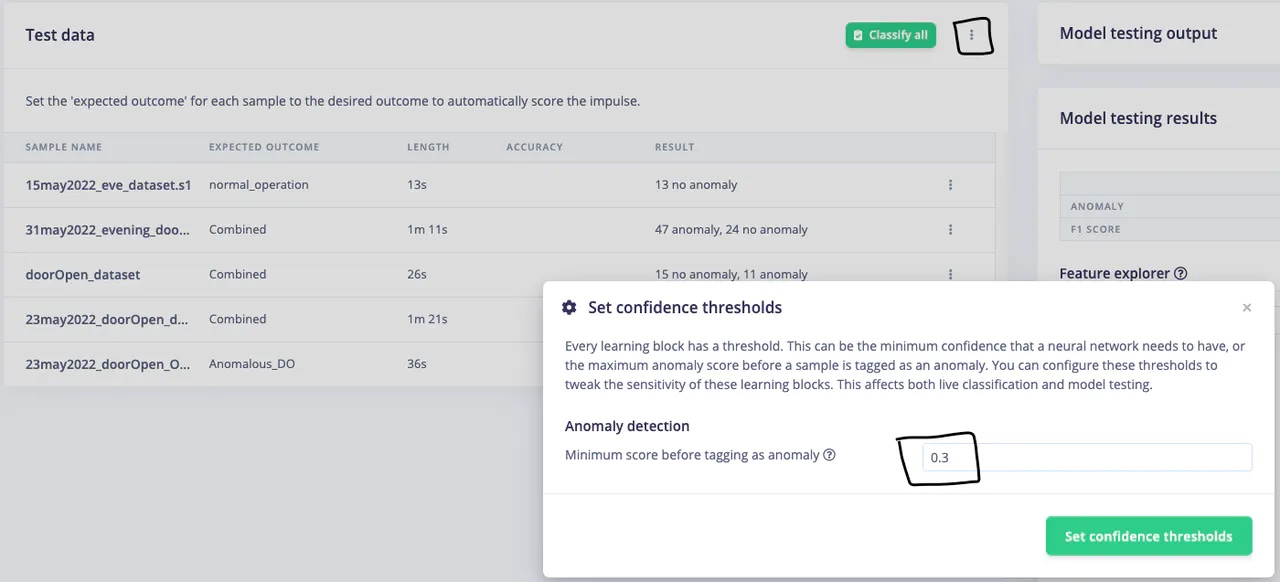 Test data
Classify all
Set the 'expected outcome' for each sample to the desired outcome to automatically score the impulse.
SAMPLE NAME EXPECTED OUTCOME LENGTH ACCURACY RESULT
15may2022_eve_dataset.s1 normal_operation 13s 13 no anomaly
31may2022_evening_doo... Combined 1m 11s 47 anomaly, 24 no anomaly
doorOpen_dataset Combined 26s 15 no anomaly, 11 anomaly
23may2022_doorOpen_d... Combined 1m 21s
23may2022_doorOpen_O... Anomalous_DO 36s
Model testing output
Model testing results
ANOMALY
F1 SCORE
Feature explorer
Set confidence thresholds
Every learning block has a threshold. This can be the minimum confidence that a neural network needs to have, or
the maximum anomaly score before a sample is tagged as an anomaly. You can configure these thresholds to
tweak the sensitivity of these learning blocks. This affects both live classification and model testing.
Anomaly detection
Minimum score before tagging as anomaly 0.3
Set confidence thresholds